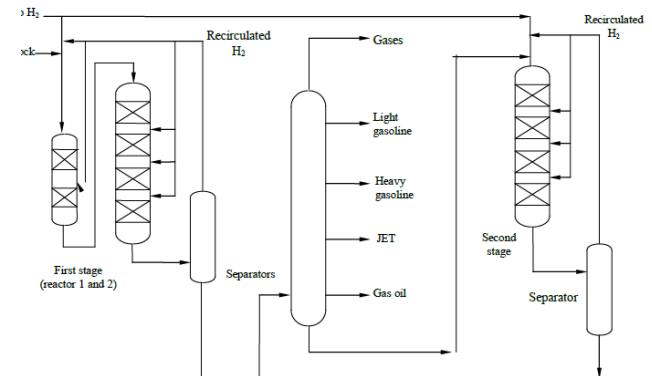 H₂
Recirculated
H₂
Gases
Light
gasoline
Heavy
gasoline
JET
Gas oil
First stage
(reactor 1 and 2)
Separators
Recirculated
H₂
Second
stage
Separator